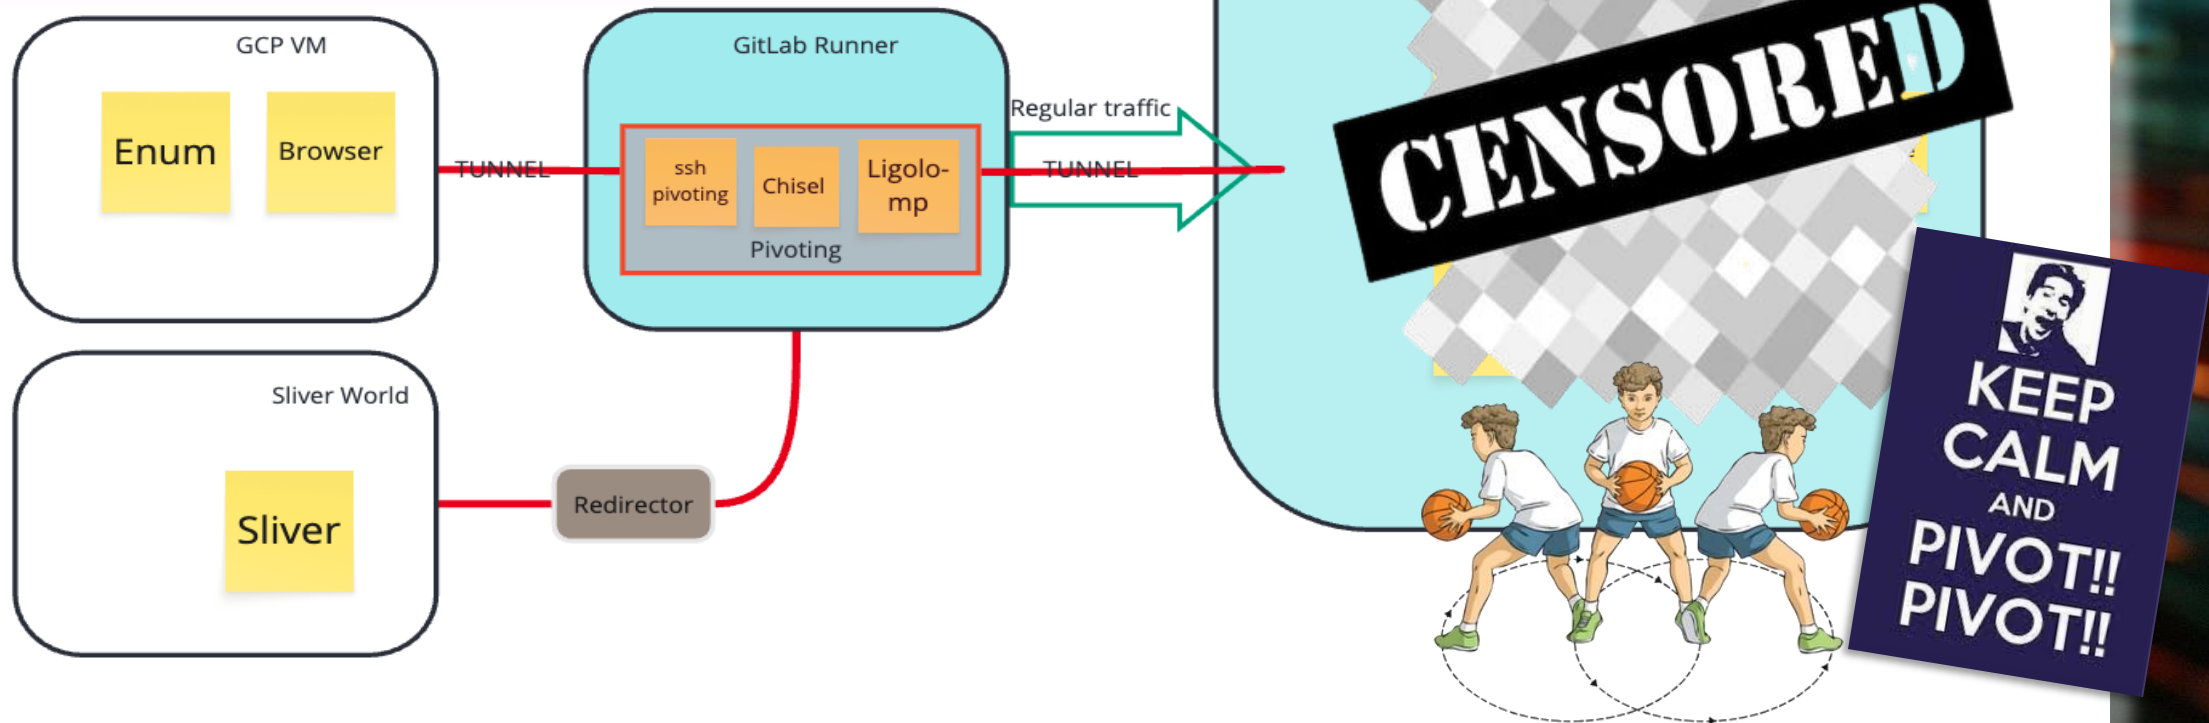 GCP VM
Enum
Browser
TUNNEL
GitLab Runner
ssh
pivoting
Chisel
Ligolo-
mp
Pivoting
Regular traffic
TUNNEL
CENSORED
Sliver World
Sliver
Redirector
KEEP
CALM
AND
PIVOT!!
PIVOT!!